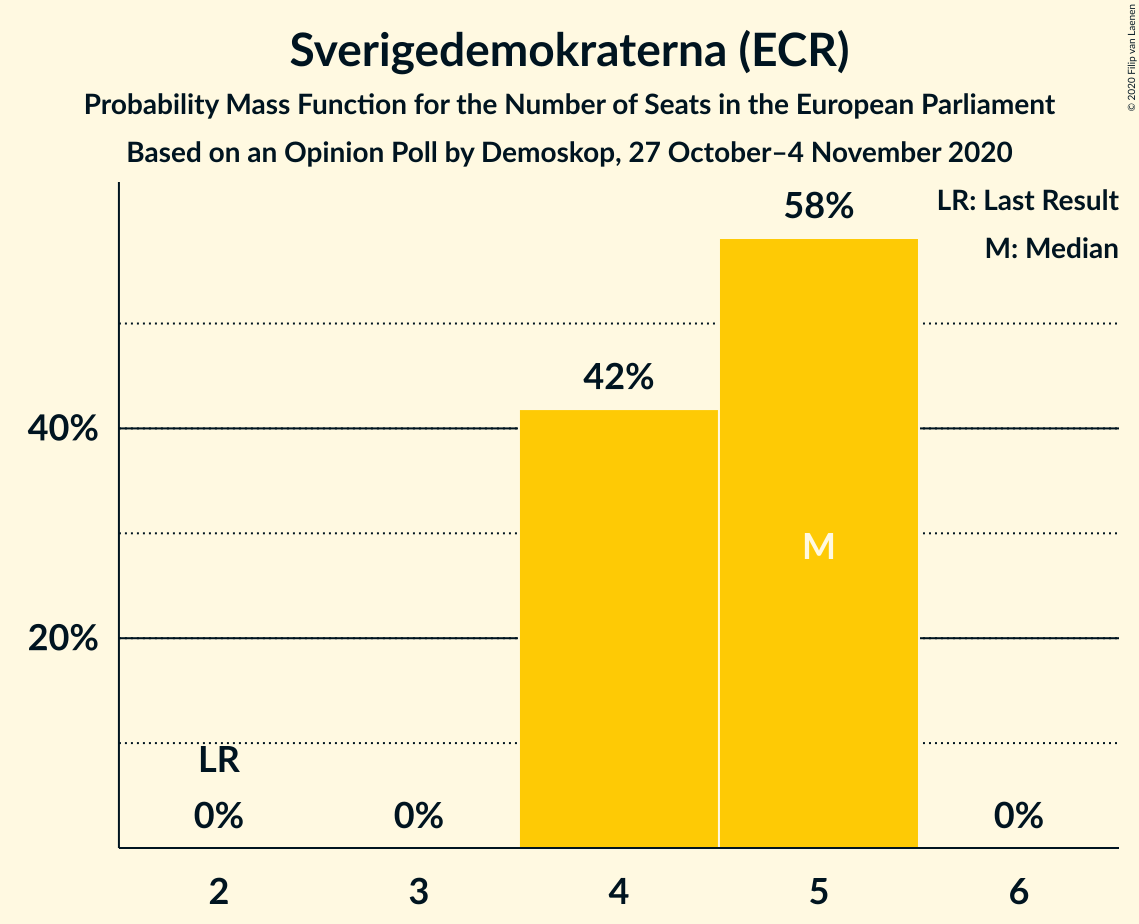 Sverigedemokraterna (ECR)
Probability Mass Function for the Number of Seats in the European Parliament
Based on an Opinion Poll by Demoskop, 27 October–4 November 2020
© 2020 Filip van Laenen
LR: Last Result
M: Median
58%
42%
40%
M
20%
LR
0%
0%
0%
2
3
4
5
6